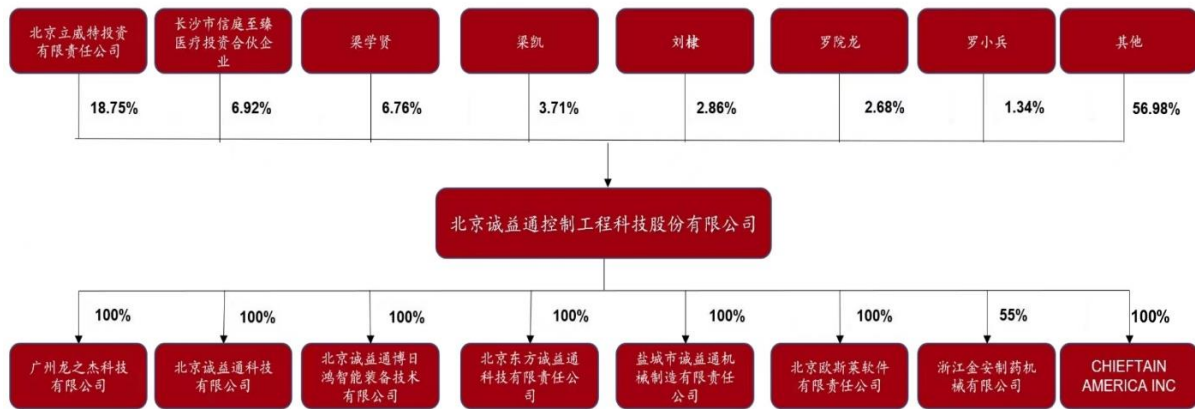 北京立威特投资
有限责任公司
长沙市信庭至臻
医疗投资合伙企
业
梁学贤
梁凯
刘棣
罗院龙
罗小兵
其他
18.75%
6.92%
6.76%
3.71%
2.86%
2.68%
1.34%
56.98%
北京诚益通控制工程科技股份有限公司
100%
100%
100%
100%
100%
100%
55%
100%
广州龙之杰科技
有限公司
北京诚益通科技
有限公司
北京诚益通博日
鸿智能装备技术
有限公司
北京东方诚益通
科技有限责任公
司
盐城市诚益通机
械制造有限责任
公司
北京欧斯莱软件
有限责任公司
浙江金安制药机
械有限公司
CHIEFTAIN
AMERICA INC